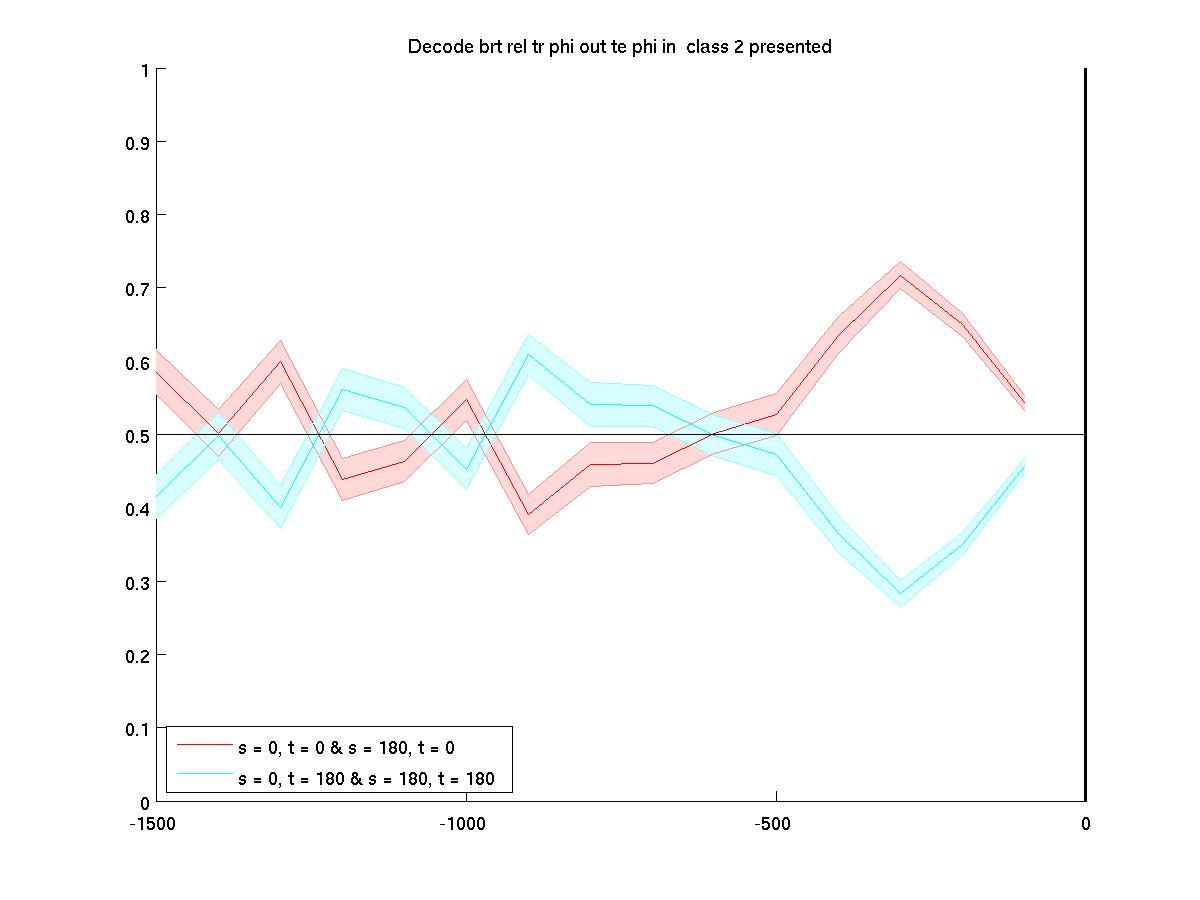 Decode brt rel tr phi out te phi in  class 2 presented
1
0.9
0.8
0.7
0.6
0.5
0.4
0.3
0.2
0.1
0
s = 0, t = 0 & s = 180, t = 0
s = 0, t = 180 & s = 180, t = 180
-1500 -1000 -500 0